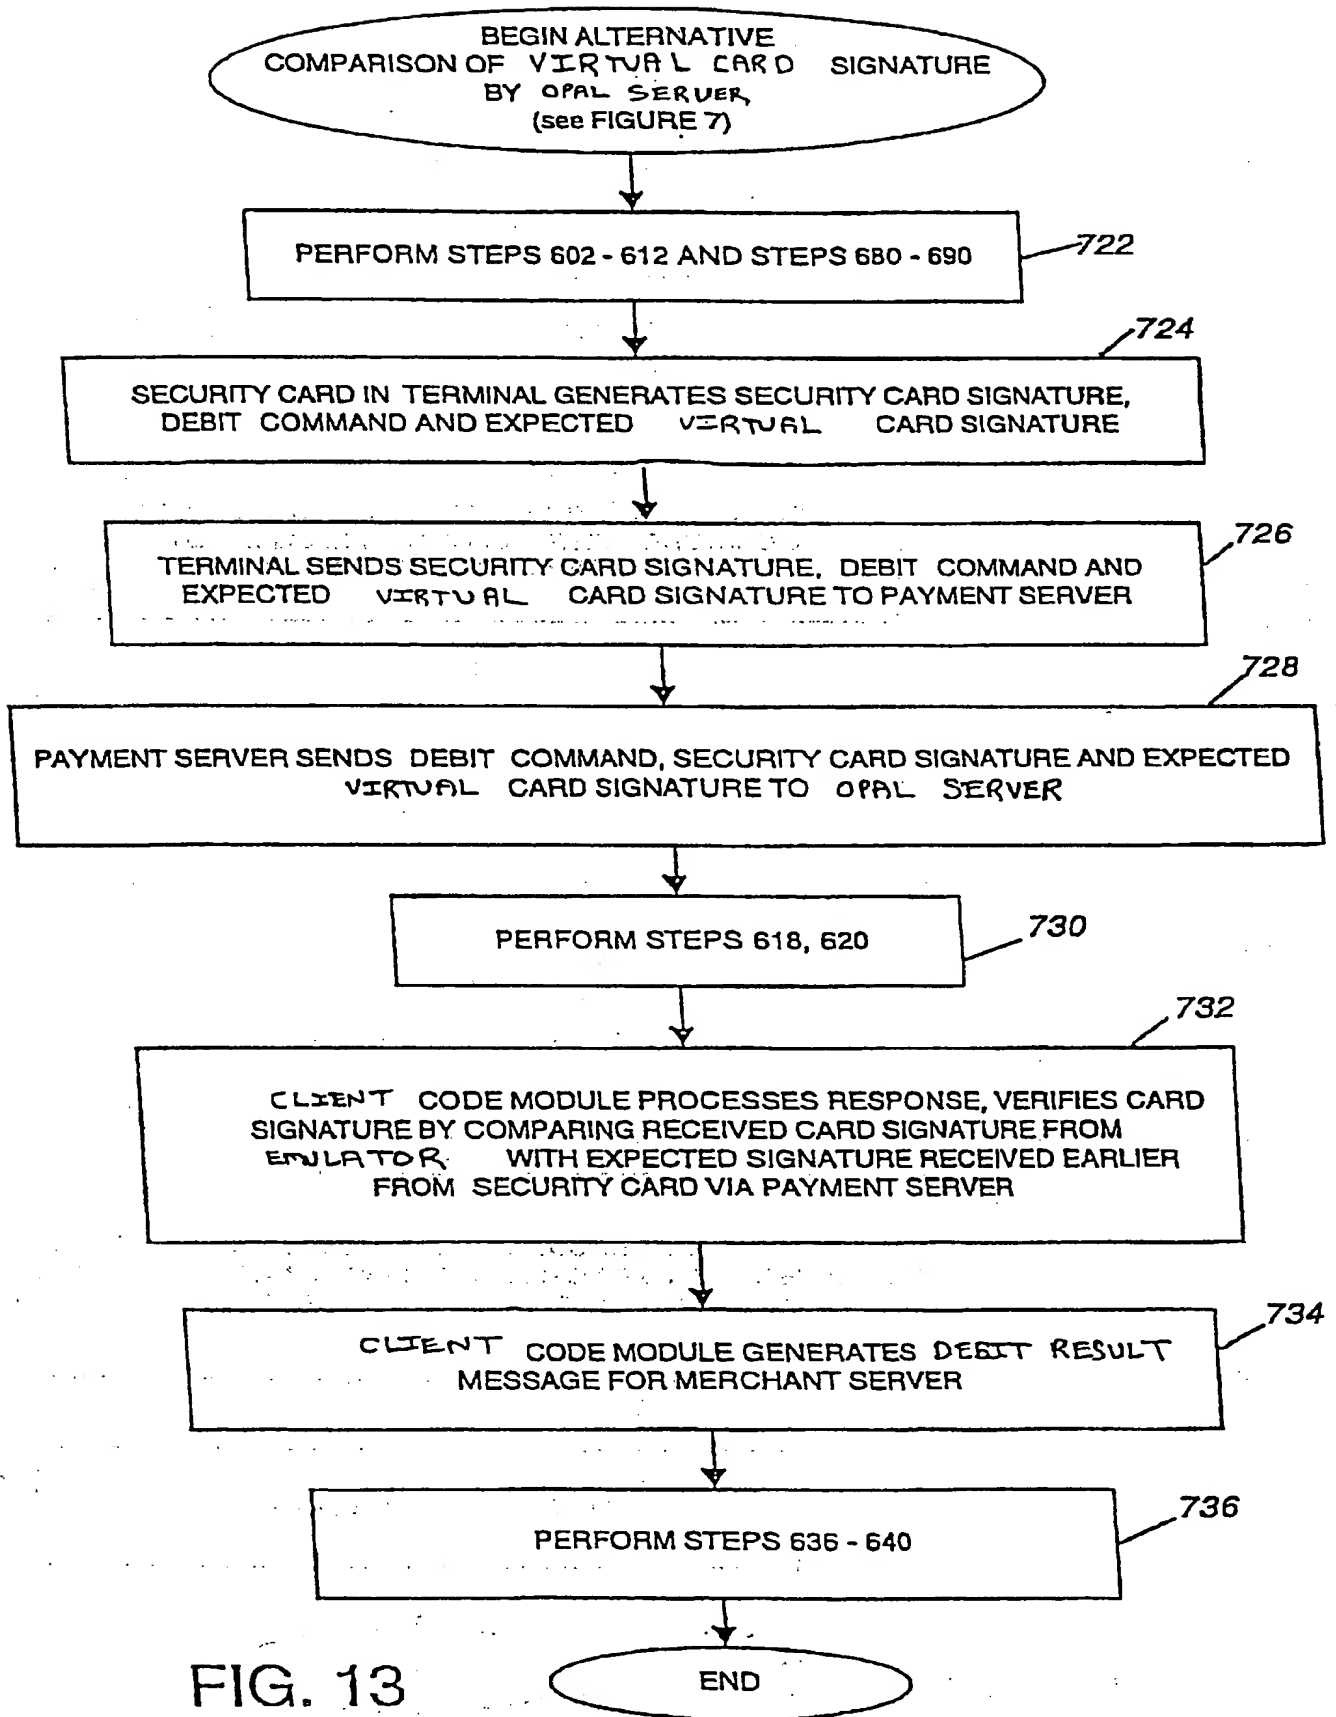 BEGIN ALTERNATIVE
COMPARISON OF VIRTUAL CARD SIGNATURE
BY OPAL SERVER
(see FIGURE 7)
PERFORM STEPS 602 - 612 AND STEPS 680 - 690
722
724
SECURITY CARD IN TERMINAL GENERATES SECURITY CARD SIGNATURE,
DEBIT COMMAND AND EXPECTED VIRTUAL CARD SIGNATURE
726
TERMINAL SENDS SECURITY CARD SIGNATURE, DEBIT COMMAND AND
EXPECTED VIRTUAL CARD SIGNATURE TO PAYMENT SERVER
728
PAYMENT SERVER SENDS DEBIT COMMAND, SECURITY CARD SIGNATURE AND EXPECTED
VIRTUAL CARD SIGNATURE TO OPAL SERVER
PERFORM STEPS 618, 620
730
732
CLIENT CODE MODULE PROCESSES RESPONSE, VERIFIES CARD
SIGNATURE BY COMPARING RECEIVED CARD SIGNATURE FROM
EMULATOR WITH EXPECTED SIGNATURE RECEIVED EARLIER
FROM SECURITY CARD VIA PAYMENT SERVER
734
CLIENT CODE MODULE GENERATES DEBIT RESULT
MESSAGE FOR MERCHANT SERVER
736
PERFORM STEPS 636 - 640
END
FIG. 13